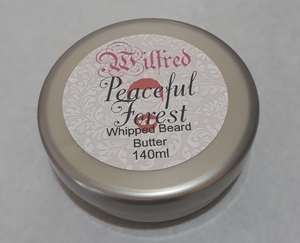 Wilfred
Peaceful
Forest
Whipped Beard
Butter
140ml